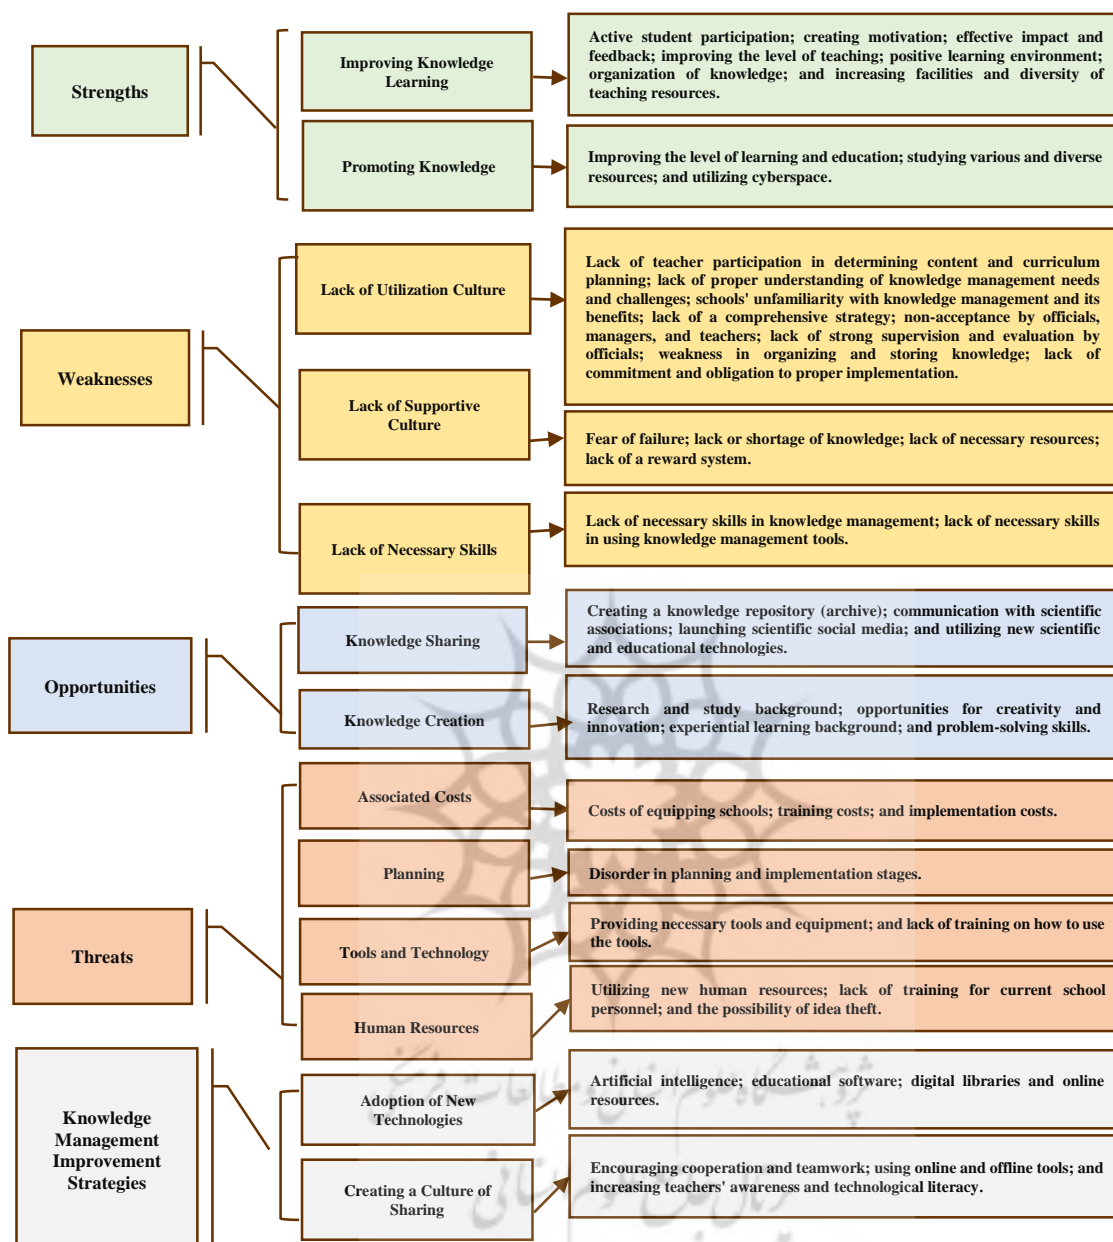 Strengths
Improving Knowledge
Learning
Active student participation; creating motivation; effective impact and
feedback; improving the level of teaching; positive learning environment;
organization of knowledge; and increasing facilities and diversity of
teaching resources.
Promoting Knowledge
Improving the level of learning and education; studying various and diverse
resources; and utilizing cyberspace.
Weaknesses
Lack of Utilization Culture
Lack of teacher participation in determining content and curriculum
planning; lack of proper understanding of knowledge management needs
and challenges; schools' unfamiliarity with knowledge management and its
benefits; lack of a comprehensive strategy; non-acceptance by officials,
managers, and teachers; lack of strong supervision and evaluation by
officials; weakness in organizing and storing knowledge; lack of
commitment and obligation to proper implementation.
Lack of Supportive
Culture
Fear of failure; lack or shortage of knowledge; lack of necessary resources;
lack of a reward system.
Lack of Necessary Skills
Lack of necessary skills in knowledge management; lack of necessary skills
in using knowledge management tools.
Opportunities
Knowledge Sharing
Creating a knowledge repository (archive); communication with scientific
associations; launching scientific social media; and utilizing new scientific
and educational technologies.
Knowledge Creation
Research and study background; opportunities for creativity and
innovation; experiential learning background; and problem-solving skills.
Threats
Associated Costs
Costs of equipping schools; training costs; and implementation costs.
Planning
Disorder in planning and implementation stages.
Tools and Technology
Providing necessary tools and equipment; and lack of training on how to use
the tools.
Human Resources
Utilizing new human resources; lack of training for current school
personnel; and the possibility of idea theft.
Knowledge
Management
Improvement
Strategies
Adoption of New
Technologies
Artificial intelligence; educational software; digital libraries and online
resources.
Creating a Culture of
Sharing
Encouraging cooperation and teamwork; using online and offline tools; and
increasing teachers' awareness and technological literacy.
پژوهشگاه علوم انسانی و مطالعات فرهنگی
پرتال جامع علوم انسانی